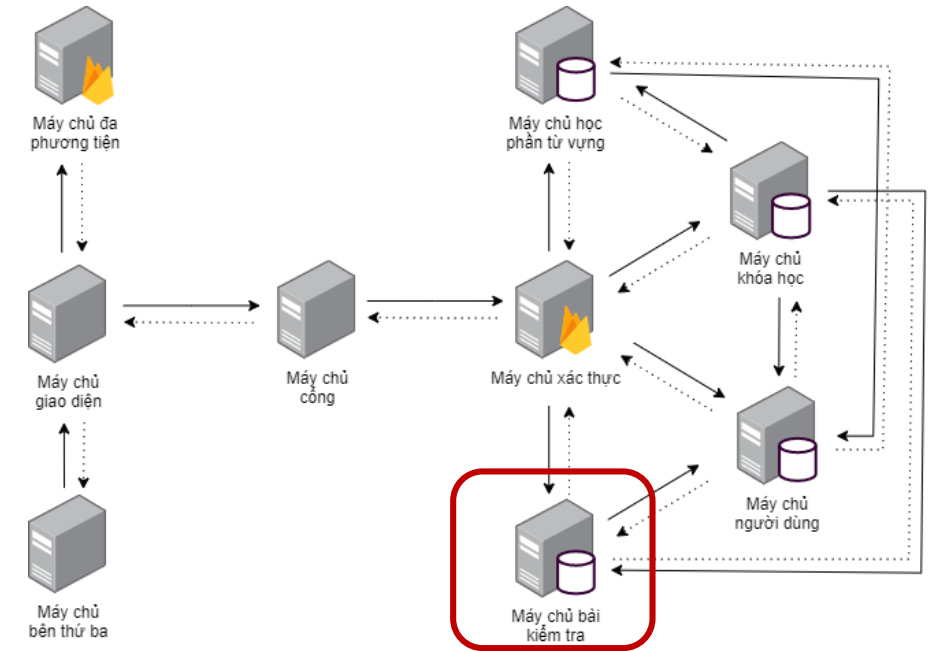 Máy chủ đa
phương tiện
Máy chủ học
phần từ vựng
Máy chủ
khóa học
Máy chủ
giao diện
Máy chủ
cổng
Máy chủ xác thực
Máy chủ
người dùng
Máy chủ
bên thứ ba
Máy chủ bài
kiểm tra